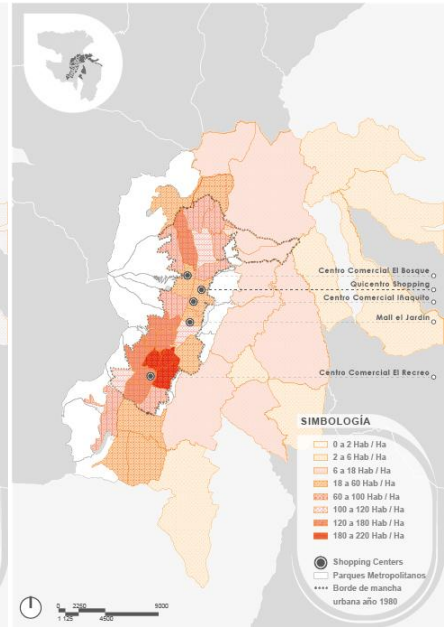 Centro Comercial El Bosque
Quicentro Shopping
Centro Comercial Iñaquito
Mall el Jardín
Centro Comercial El Recreo
SIMBOLOGÍA
0 a 2 Hab / Ha
2 a 6 Hab / Ha
6 a 18 Hab / Ha
18 a 60 Hab / Ha
60 a 100 Hab / Ha
100 a 120 Hab / Ha
120 a 180 Hab / Ha
180 a 220 Hab / Ha
Shopping Centers
Parques Metropolitanos
Borde de mancha
urbana año 1980
0 2250 9000
1 125 4500